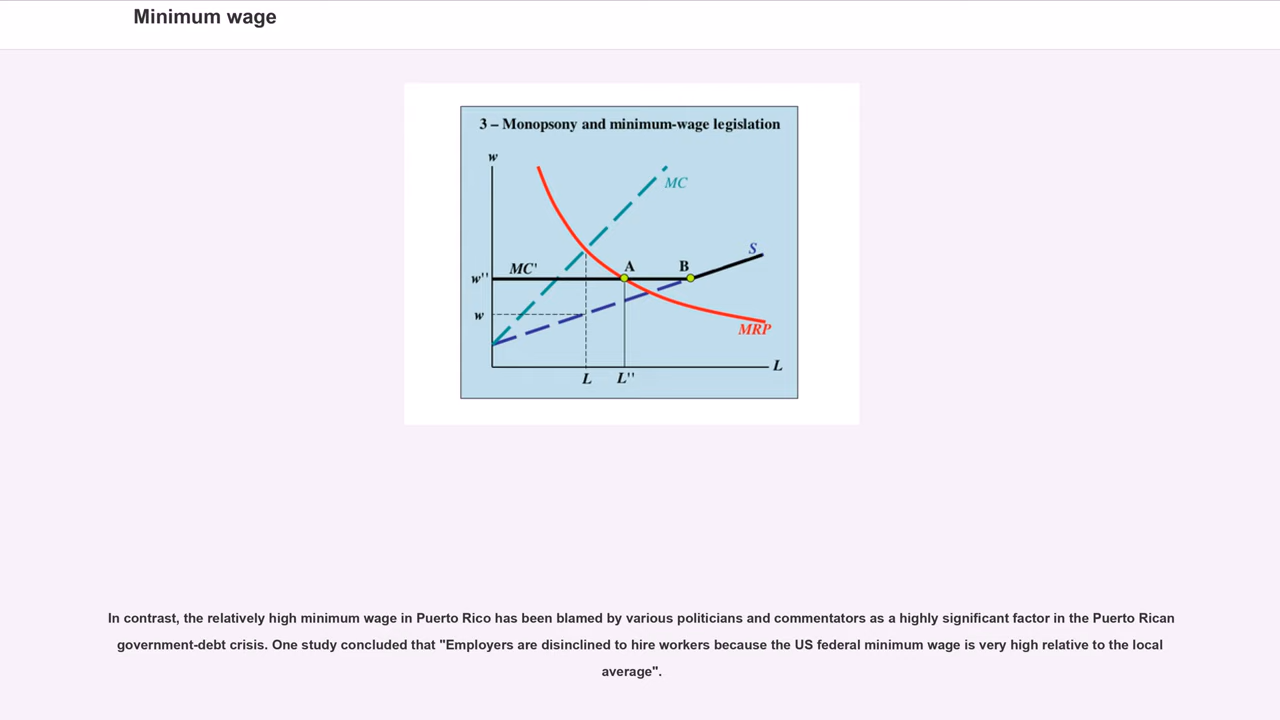 Minimum wage
3 – Monopsony and minimum-wage legislation
w
MC
S
MC'
A
B
w''
w
MRP
L
L
L''
In contrast, the relatively high minimum wage in Puerto Rico has been blamed by various politicians and commentators as a highly significant factor in the Puerto Rican
government-debt crisis. One study concluded that "Employers are disinclined to hire workers because the US federal minimum wage is very high relative to the local
average".